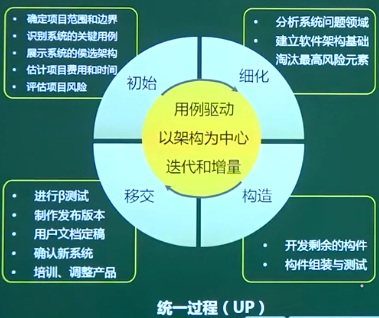 • 确定项目范围和边界
• 识别系统的关键用例
• 展示系统的侯选架构
• 估计项目费用和时间
• 评估项目风险
• 分析系统问题领域
• 建立软件架构基础
• 淘汰最高风险元素
初始
细化
用例驱动
以架构为中心
迭代和增量
移交
构造
• 进行β测试
• 制作发布版本
• 用户文档定稿
• 确认新系统
• 培训、调整产品
• 开发剩余的构件
• 构件组装与测试
统一过程（UP）